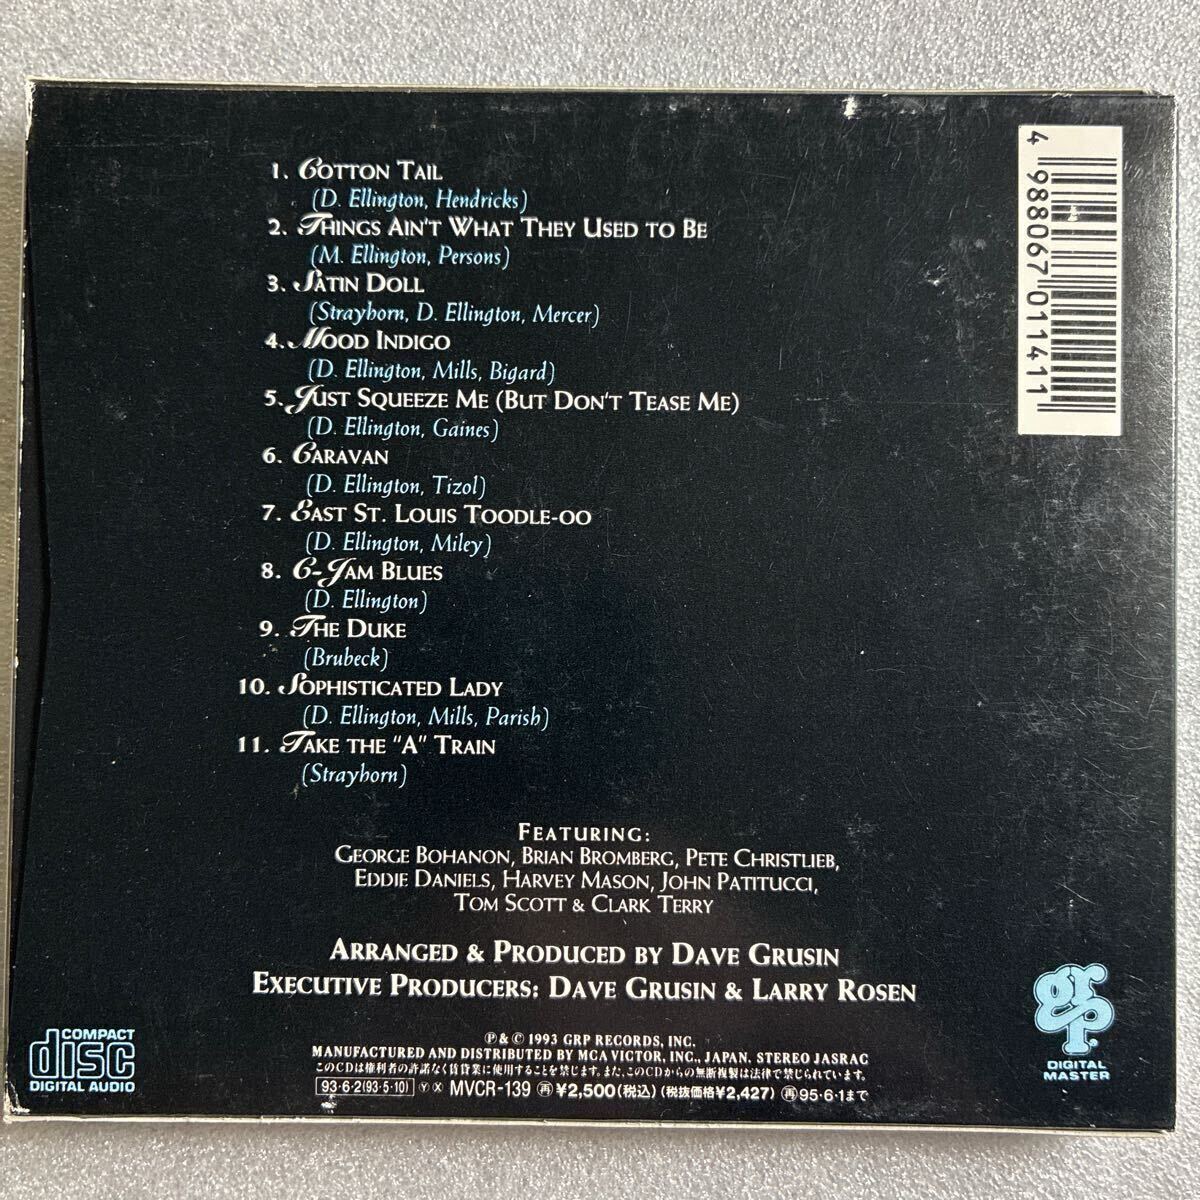 1. Cotton Tail
(D. Ellington, Hendricks)
2. Things Ain't What They Used to Be
(M. Ellington, Persons)
3. Satin Doll
(Strayhorn, D. Ellington, Mercer)
4. Mood Indigo
(D. Ellington, Mills, Bigard)
5. Just Squeeze Me (But Don't Tease Me)
(D. Ellington, Gaines)
6. Caravan
(D. Ellington, Tizol)
7. East St. Louis Toodle-oo
(D. Ellington, Miley)
8. C-Jam Blues
(D. Ellington)
9. The Duke
(Brubeck)
10. Sophisticated Lady
(D. Ellington, Mills, Parish)
11. Take the "A" Train
(Strayhorn)
4 988067 011411
Featuring:
George Bohanon, Brian Bromberg, Pete Christlieb,
Eddie Daniels, Harvey Mason, John Patitucci,
Tom Scott & Clark Terry
Arranged & Produced by Dave Grusin
Executive Producers: Dave Grusin & Larry Rosen
Ⓟ & © 1993 GRP RECORDS, INC.
MANUFACTURED AND DISTRIBUTED BY MCA VICTOR, INC., JAPAN. STEREO JASRAC
このCDは権利者の許諾なく賃貸業に使用することを禁じます。また、このCDからの無断複製は法律で禁じられています。
93·6·2(93·5·10) Ⓨ Ⓧ MVCR-139 ㊞ ¥2,500(税込)(税抜価格¥2,427) 再95·6·1まで
COMPACT
disc
DIGITAL AUDIO
grp
DIGITAL
MASTER